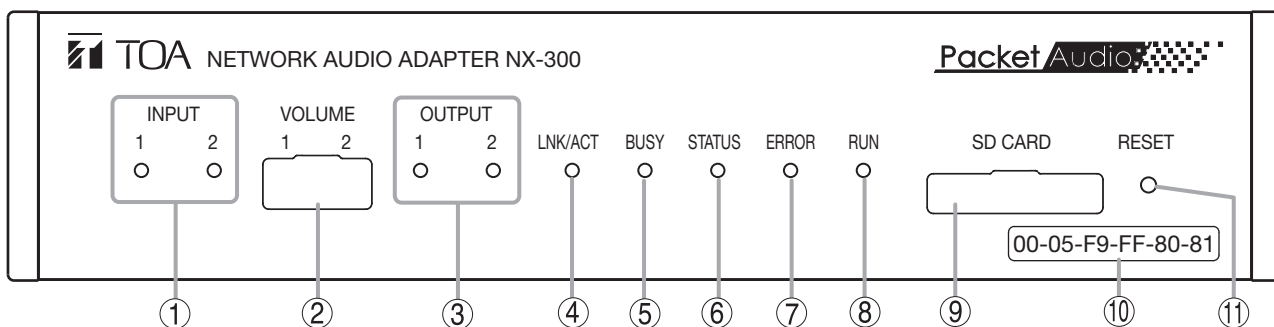 TOA NETWORK AUDIO ADAPTER NX-300
Packet Audio
INPUT
1 2
VOLUME
1 2
OUTPUT
1 2
LNK/ACT
BUSY
STATUS
ERROR
RUN
SD CARD
RESET
00-05-F9-FF-80-81
① ② ③ ④ ⑤ ⑥ ⑦ ⑧ ⑨ ⑩ ⑪